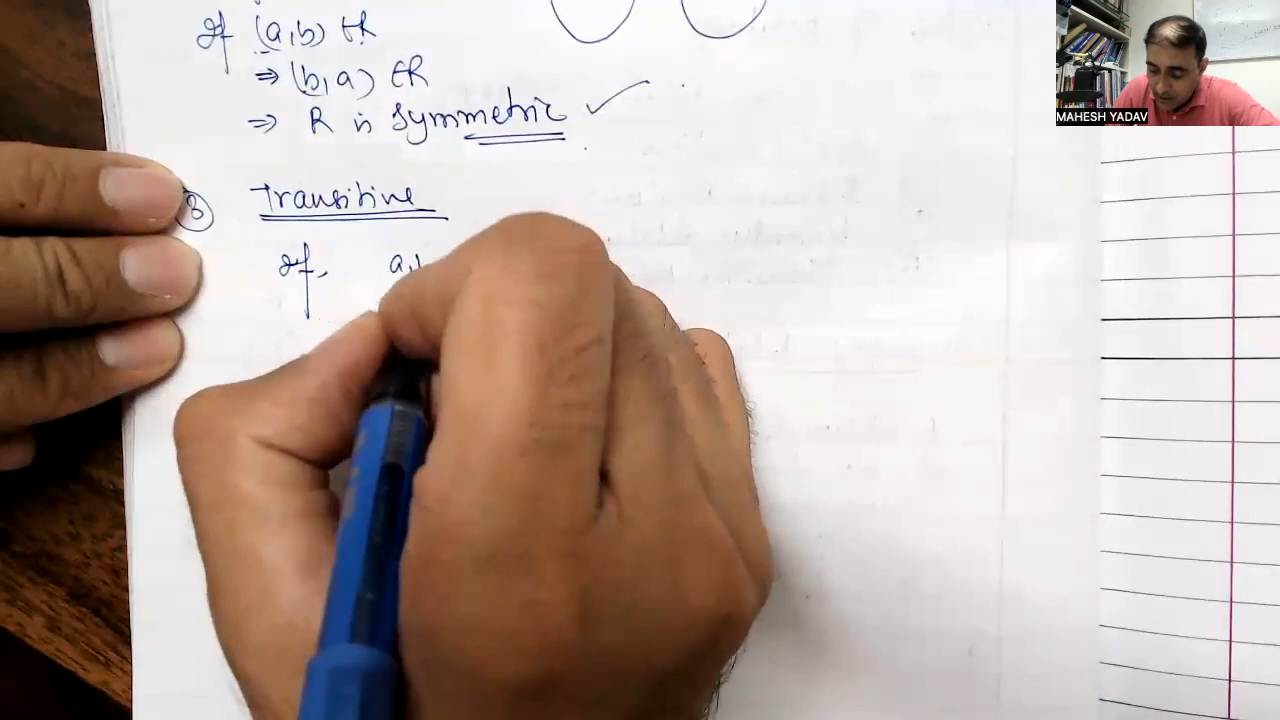 If (a,b) ∈R
⇒ (b,a) ∈R
⇒ R is Symmetric ✓
MAHESH YADAV
3 Transitive
If, a,b